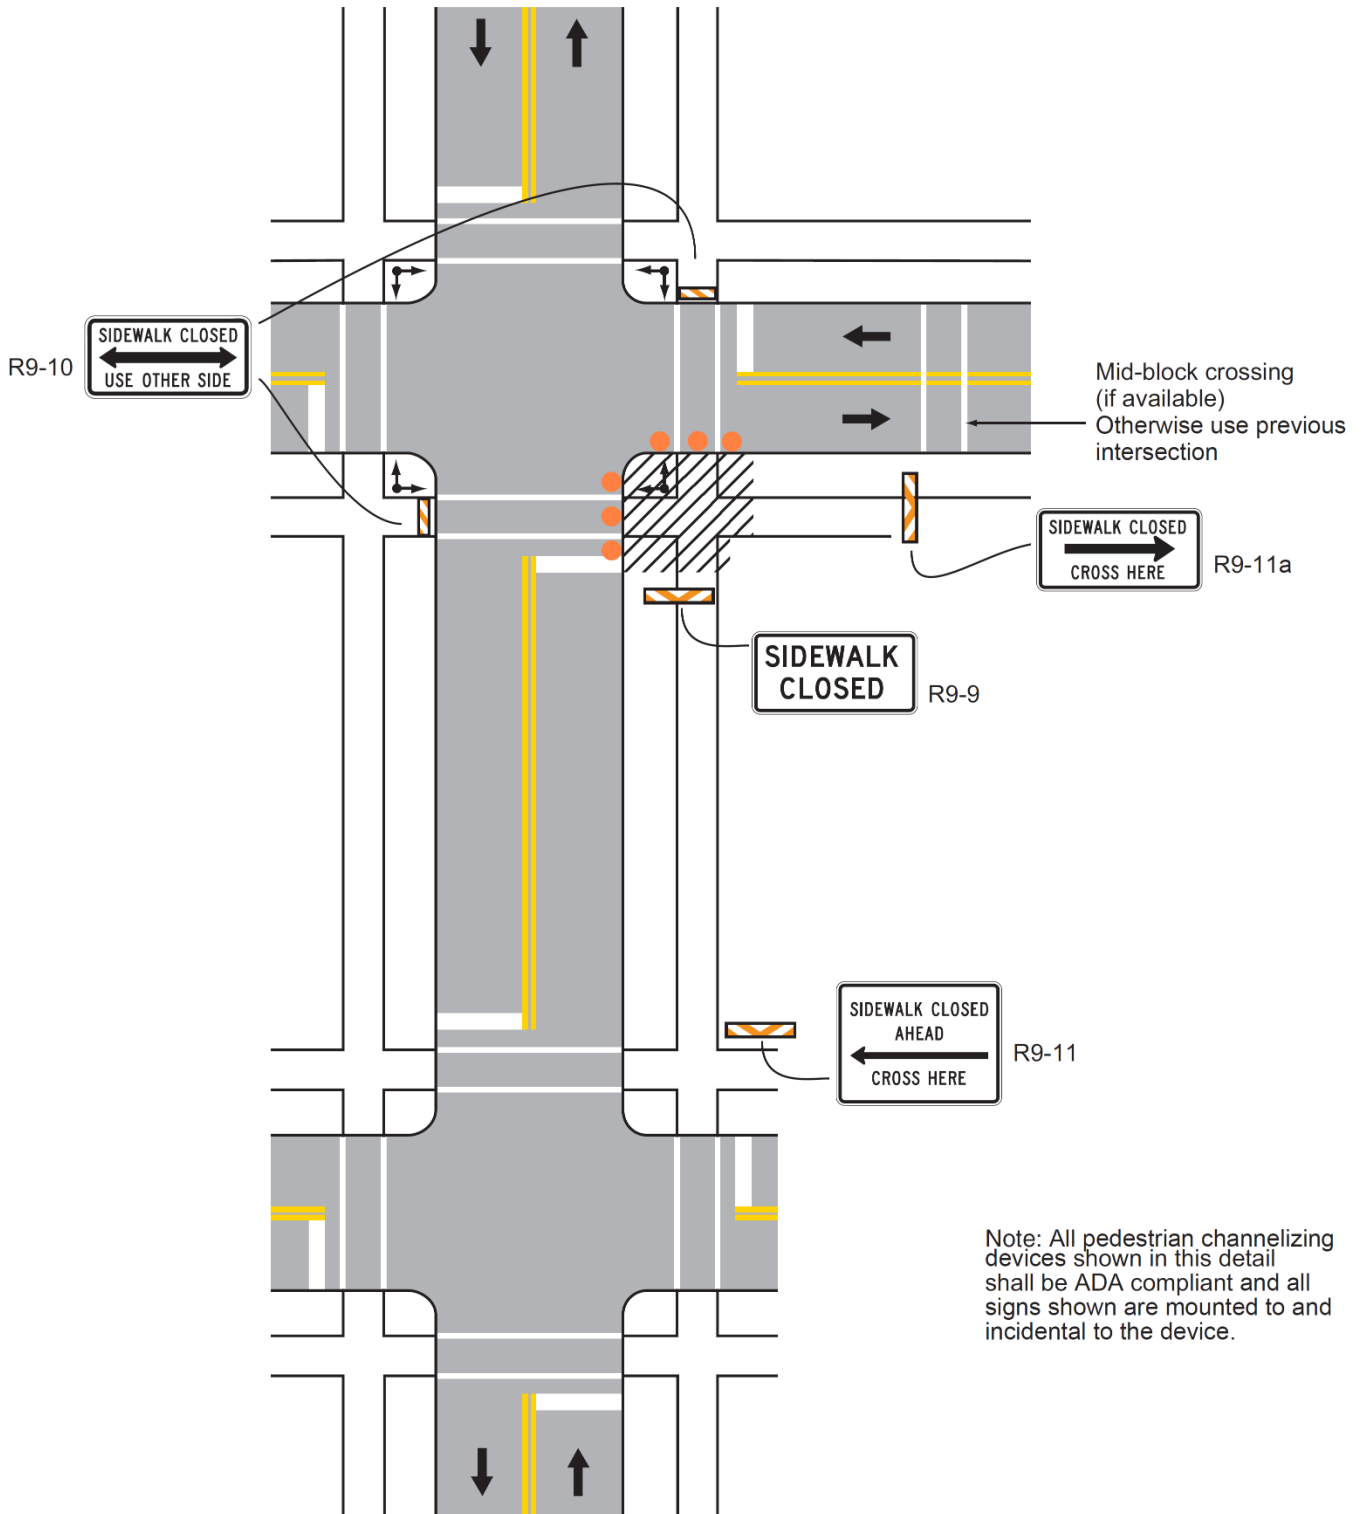 R9-10
SIDEWALK CLOSED
USE OTHER SIDE
Mid-block crossing
(if available)
Otherwise use previous
intersection
SIDEWALK CLOSED
CROSS HERE
R9-11a
SIDEWALK
CLOSED
R9-9
SIDEWALK CLOSED
AHEAD
CROSS HERE
R9-11
Note: All pedestrian channelizing
devices shown in this detail
shall be ADA compliant and all
signs shown are mounted to and
incidental to the device.